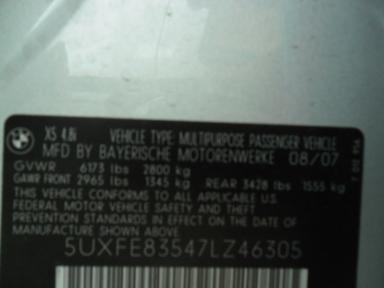 X5 4.8i VEHICLE TYPE: MULTIPURPOSE PASSENGER VEHICLE
MFD BY BAYERISCHE MOTORENWERKE 08/07
GVWR 6173 lbs 2800 kg
GAWR FRONT 2965 lbs 1345 kg REAR 3428 lbs 1555 kg
THIS VEHICLE CONFORMS TO ALL APPLICABLE U.S.
FEDERAL MOTOR VEHICLE SAFETY AND THEFT
PREVENTION STANDARDS IN EFFECT ON THE DATE OF
MANUFACTURE SHOWN ABOVE
5UXFE83547LZ46305